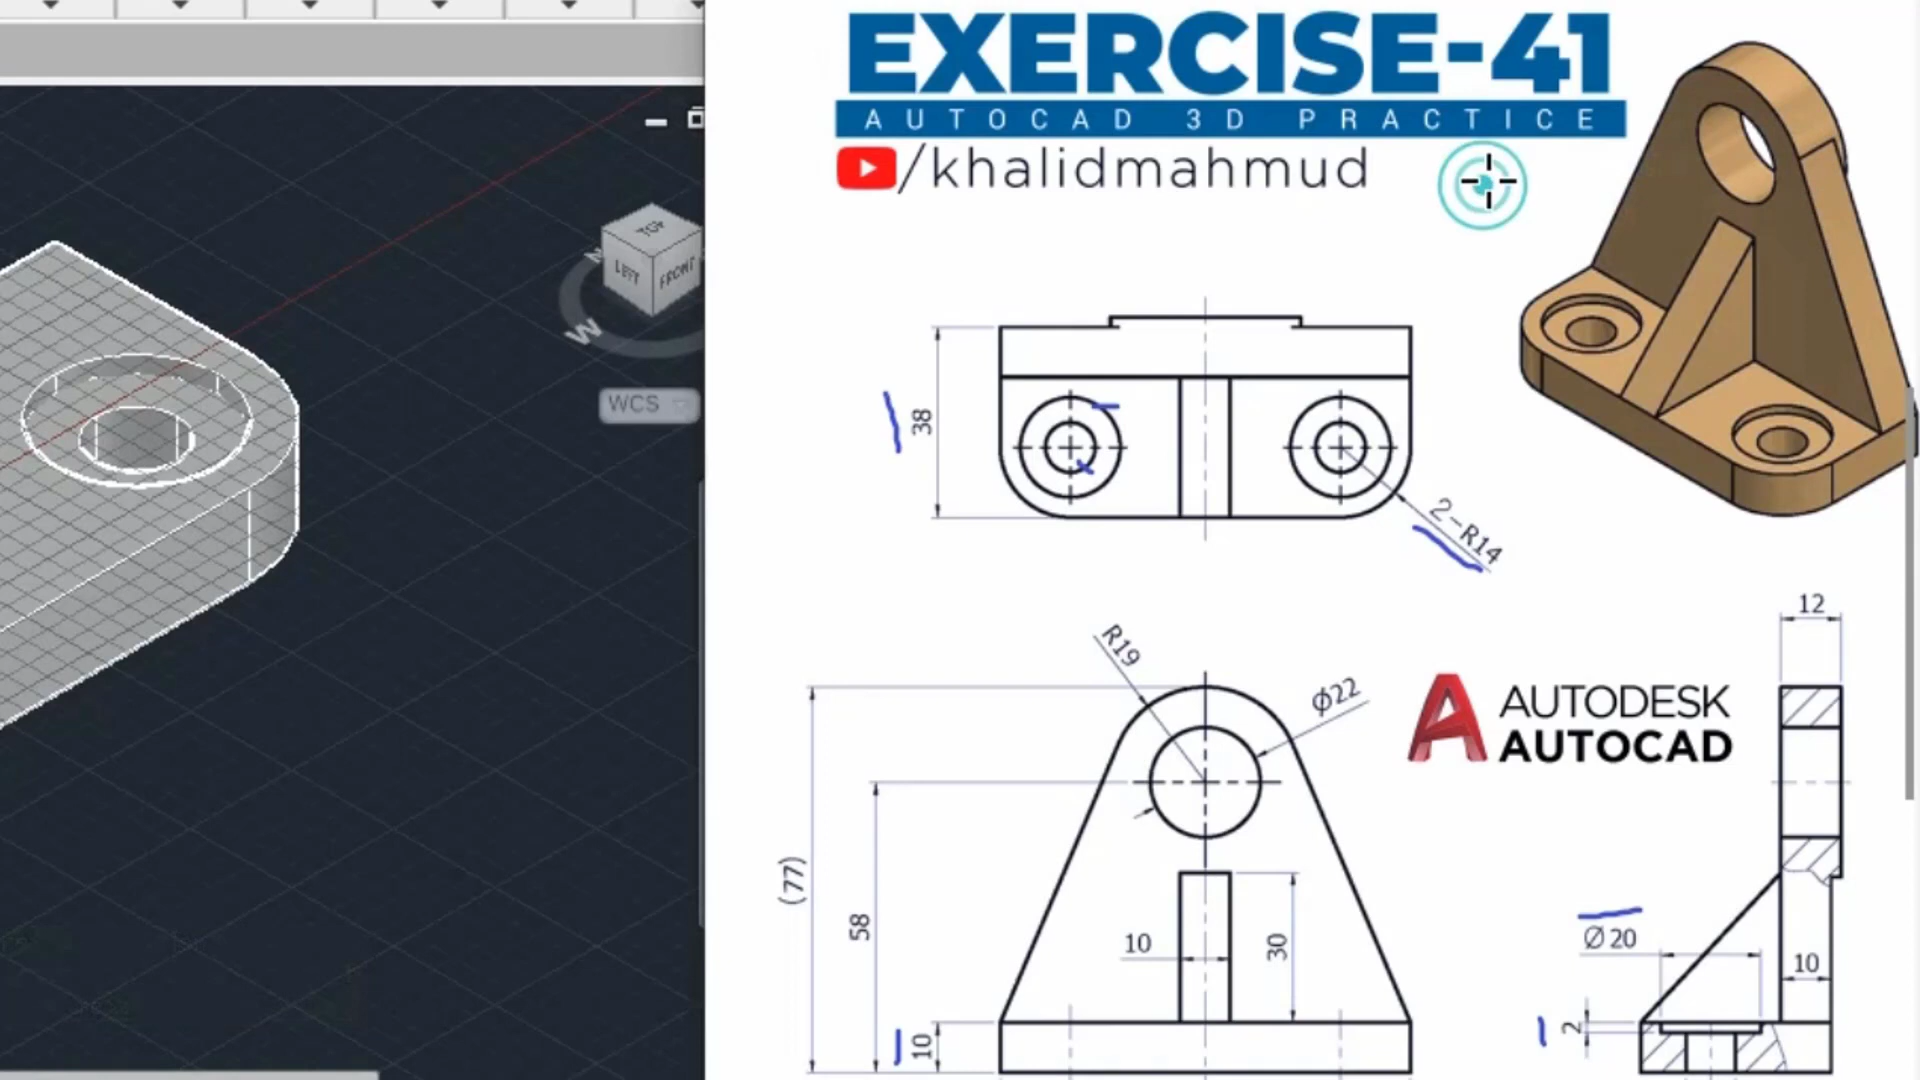 EXERCISE-41
AUTOCAD 3D PRACTICE
/khalidmahmud
TOP
LEFT
FRONT
N
W
WCS
38
2-R14
12
R19
ϕ22
AUTODESK
AUTOCAD
(77)
58
10
30
Ø20
10
2
10